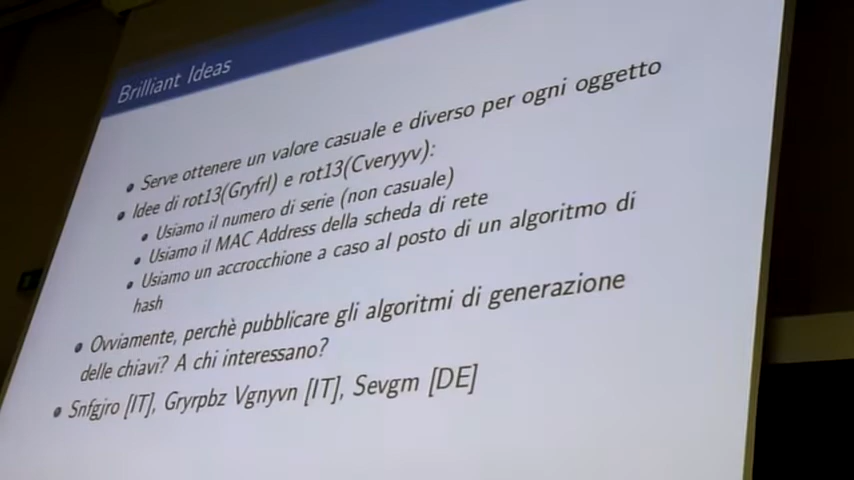 Brilliant Ideas
Serve ottenere un valore casuale e diverso per ogni oggetto
Idee di rot13(Gryfrl) e rot13(Cveryyv):
Usiamo il numero di serie (non casuale)
Usiamo il MAC Address della scheda di rete
Usiamo un accrocchione a caso al posto di un algoritmo di
hash
Ovviamente, perchè pubblicare gli algoritmi di generazione
delle chiavi? A chi interessano?
Snfgjro [IT], Gryrpbz Vgnyvn [IT], Sevgm [DE]